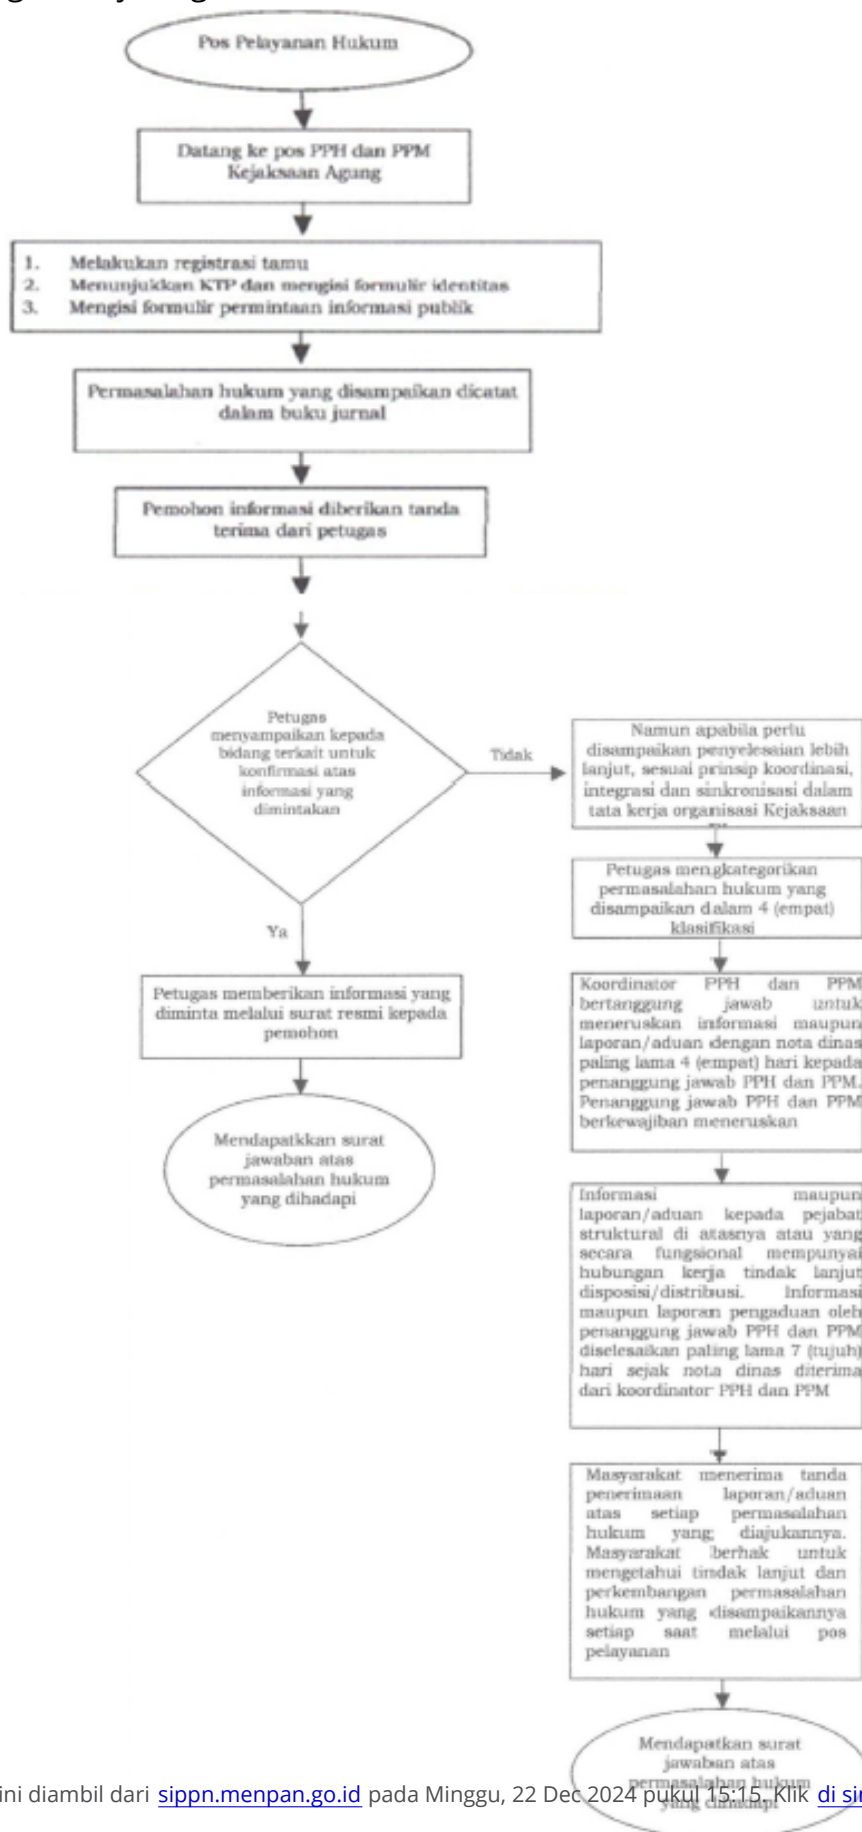 Pos Pelayanan Hukum
Datang ke pos PPH dan PPM
Kejaksaan Agung
1. Melakukan registrasi tamu
2. Menunjukkan KTP dan mengisi formulir identitas
3. Mengisi formulir permintaan informasi publik
Permasalahan hukum yang disampaikan dicatat
dalam buku jurnal
Pemohon informasi diberikan tanda
terima dari petugas
Petugas
menyampaikan kepada
bidang terkait untuk
konfirmasi atas
informasi yang
dimintakan
Tidak
Ya
Petugas memberikan informasi yang
diminta melalui surat resmi kepada
pemohon
Mendapatkkan surat
jawaban atas
permasalahan hukum
yang dihadapi
Namun apabila perlu
disampaikan penyelesaian lebih
lanjut, sesuai prinsip koordinasi,
integrasi dan sinkronisasi dalam
tata kerja organisasi Kejaksaan
Petugas mengkategorikan
permasalahan hukum yang
disampaikan dalam 4 (empat)
klasifikasi
Koordinator PPH dan PPM
bertanggung jawab untuk
meneruskan informasi maupun
laporan/aduan dengan nota dinas
paling lama 4 (empat) hari kepada
penanggung jawab PPH dan PPM.
Penanggung jawab PPH dan PPM
berkewajiban meneruskan
Informasi maupun
laporan/aduan kepada pejabat
struktural di atasnya atau yang
secara fungsional mempunyai
hubungan kerja tindak lanjut
disposisi/distribusi. Informasi
maupun laporan pengaduan oleh
penanggung jawab PPH dan PPM
diselesaikan paling lama 7 (tujuh)
hari sejak nota dinas diterima
dari koordinator PPH dan PPM
Masyarakat menerima tanda
penerimaan laporan/aduan
atas setiap permasalahan
hukum yang diajukannya.
Masyarakat berhak untuk
mengetahui tindak lanjut dan
perkembangan permasalahan
hukum yang disampaikannya
setiap saat melalui pos
pelayanan
Mendapatkan surat
jawaban atas
permasalahan hukum
yang dihadapi
ini diambil dari sippn.menpan.go.id pada Minggu, 22 Dec 2024 pukul 15:15. Klik di